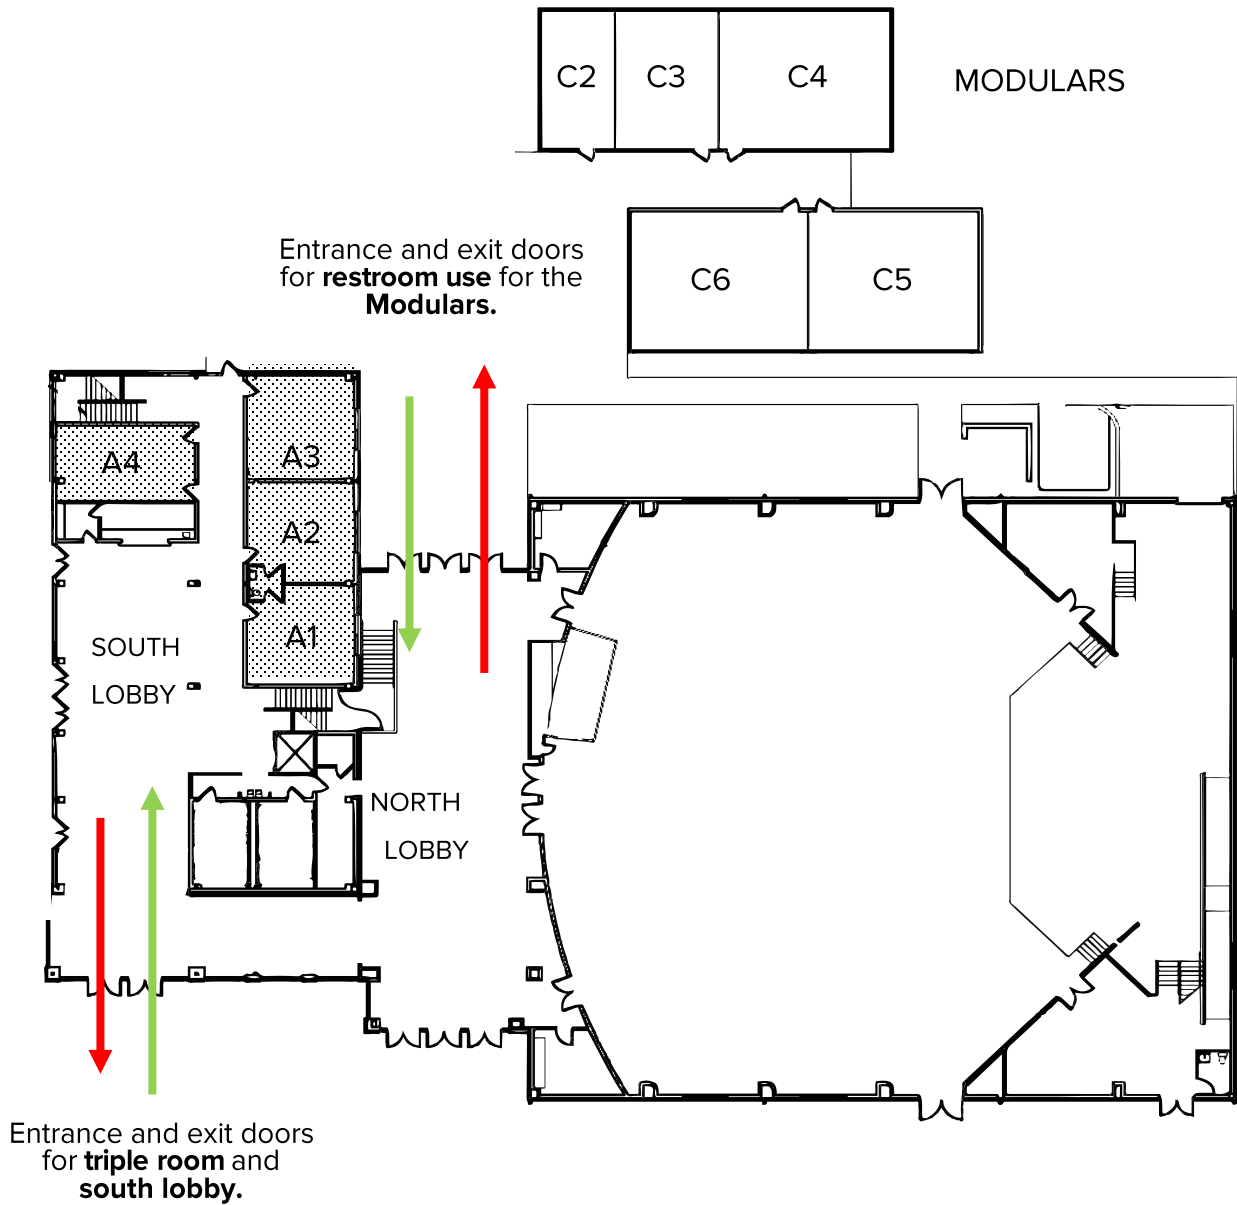 C2
C3
C4
MODULARS
Entrance and exit doors
for restroom use for the
Modulars.
C6
C5
A3
A4
A2
A1
SOUTH
LOBBY
NORTH
LOBBY
Entrance and exit doors
for triple room and
south lobby.